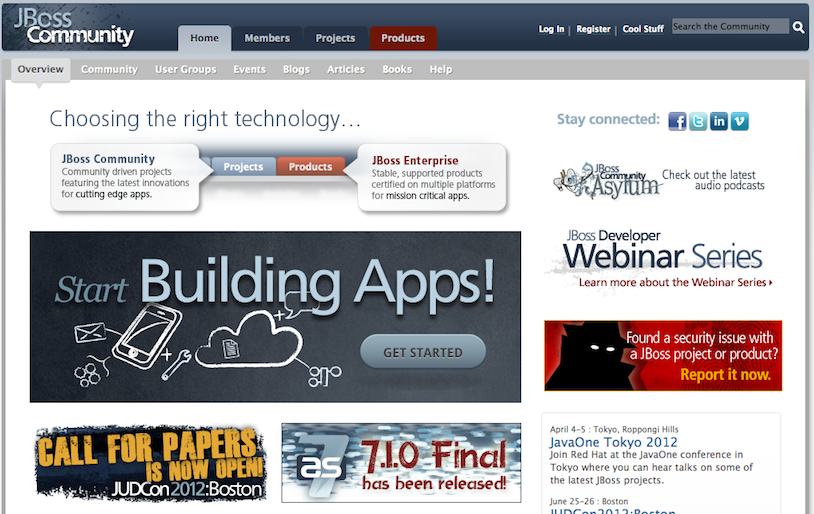 JBoss
Community
Home
Members
Projects
Products
Log In | Register | Cool Stuff
Search the Community
Overview
Community
User Groups
Events
Blogs
Articles
Books
Help
Choosing the right technology...
JBoss Community
Community driven projects
featuring the latest innovations
for cutting edge apps.
Projects
Products
JBoss Enterprise
Stable, supported products
certified on multiple platforms
for mission critical apps.
Start Building Apps!
GET STARTED
CALL FOR PAPERS
IS NOW OPEN!
JUDCon2012:Boston
as
7
7.1.0 Final
has been released!
Stay connected:
f
t
in
v
JBoss
Community
Asylum
Check out the latest
audio podcasts
JBoss Developer
Webinar Series
Learn more about the Webinar Series
Found a security issue with
a JBoss project or product?
Report it now.
April 4-5 : Tokyo, Roppongi Hills
JavaOne Tokyo 2012
Join Red Hat at the JavaOne conference in
Tokyo where you can hear talks on some of
the latest JBoss projects.
June 25-26 : Boston
JUDCon2012:Boston